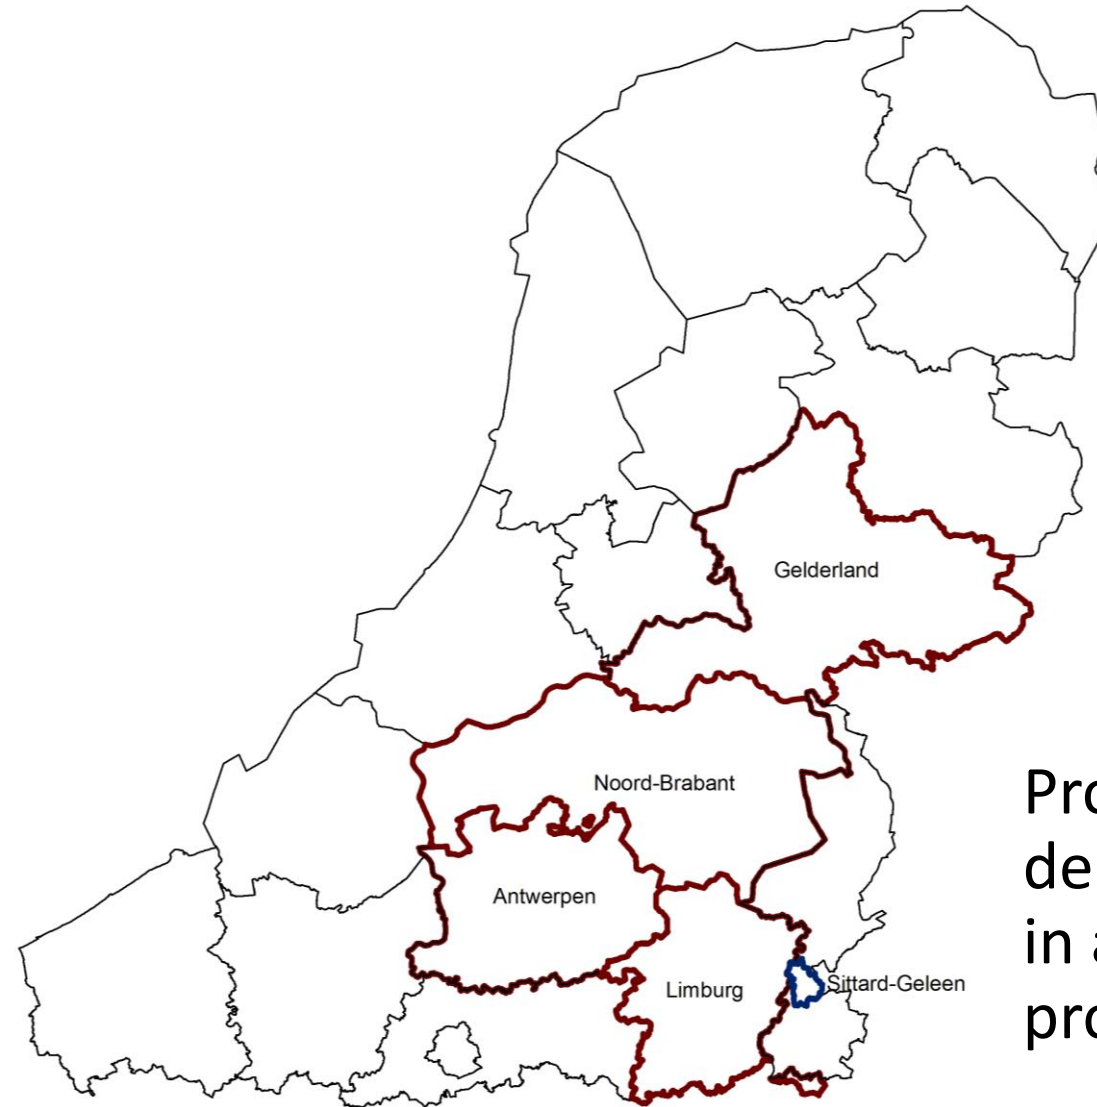 Gelderland
Noord-Brabant
Antwerpen
Limburg
Sittard-Geleen
Pro
de
in a
pro